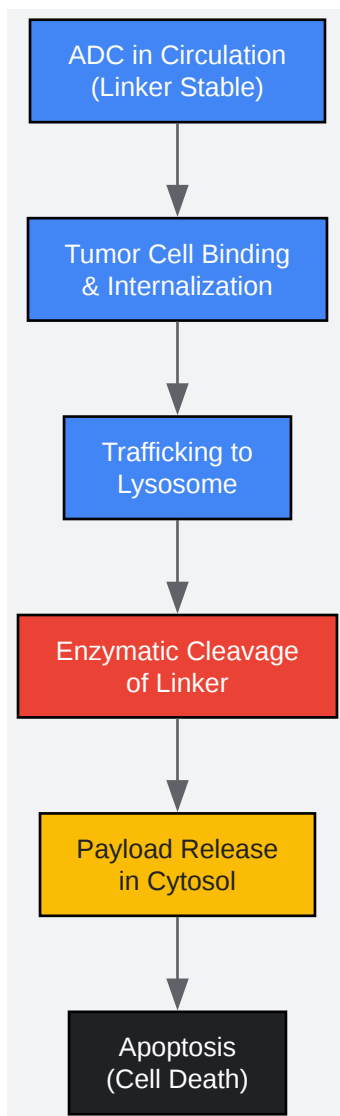 ADC in Circulation
(Linker Stable)
Tumor Cell Binding
& Internalization
Trafficking to
Lysosome
Enzymatic Cleavage
of Linker
Payload Release
in Cytosol
Apoptosis
(Cell Death)